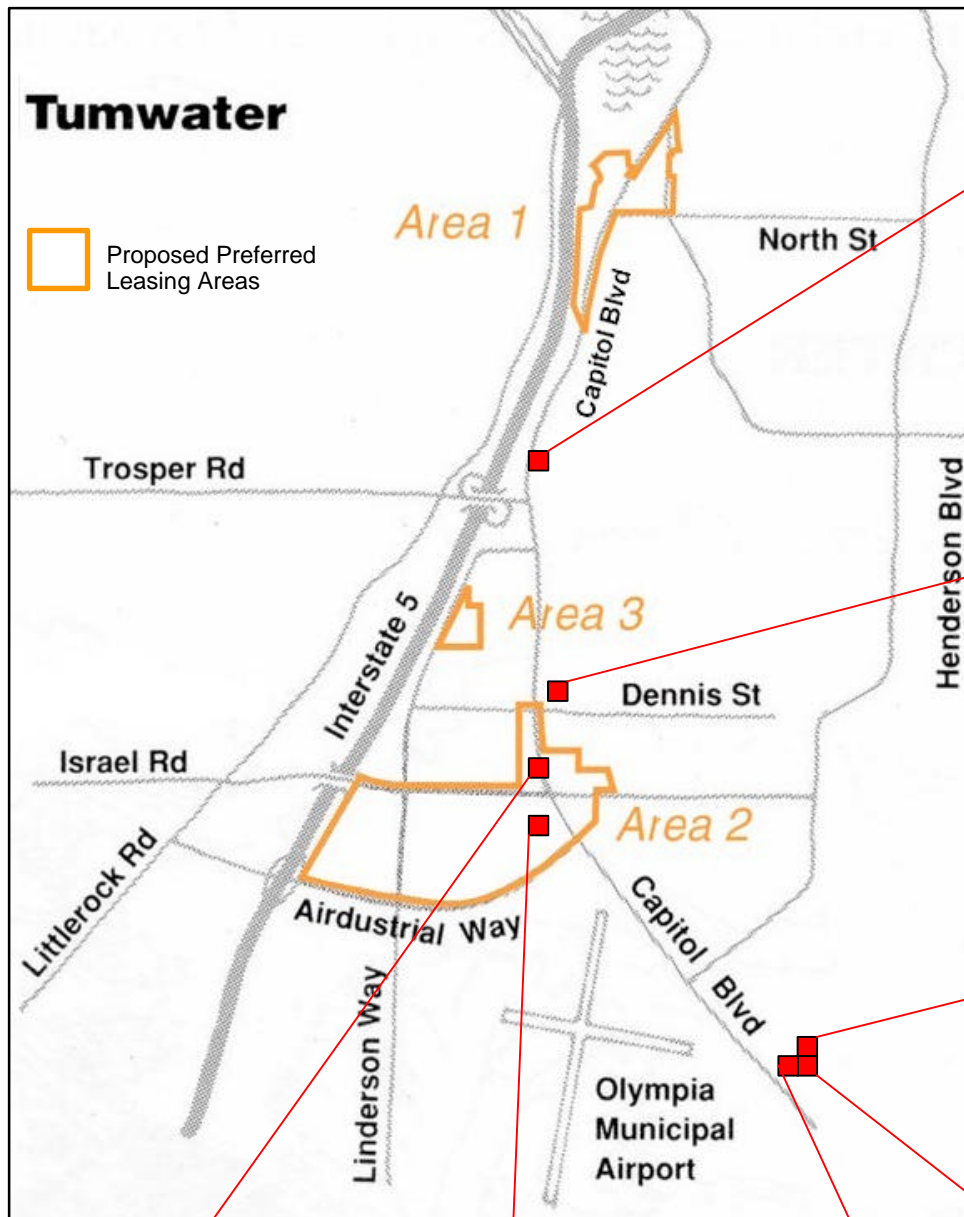 Tumwater
Proposed Preferred
Leasing Areas
Area 1
North St
Capitol Blvd
Trosper Rd
Henderson Blvd
Interstate 5
Area 3
Dennis St
Israel Rd
Area 2
Littlerock Rd
Airdustrial Way
Capitol Blvd
Linderson Way
Olympia
Municipal
Airport